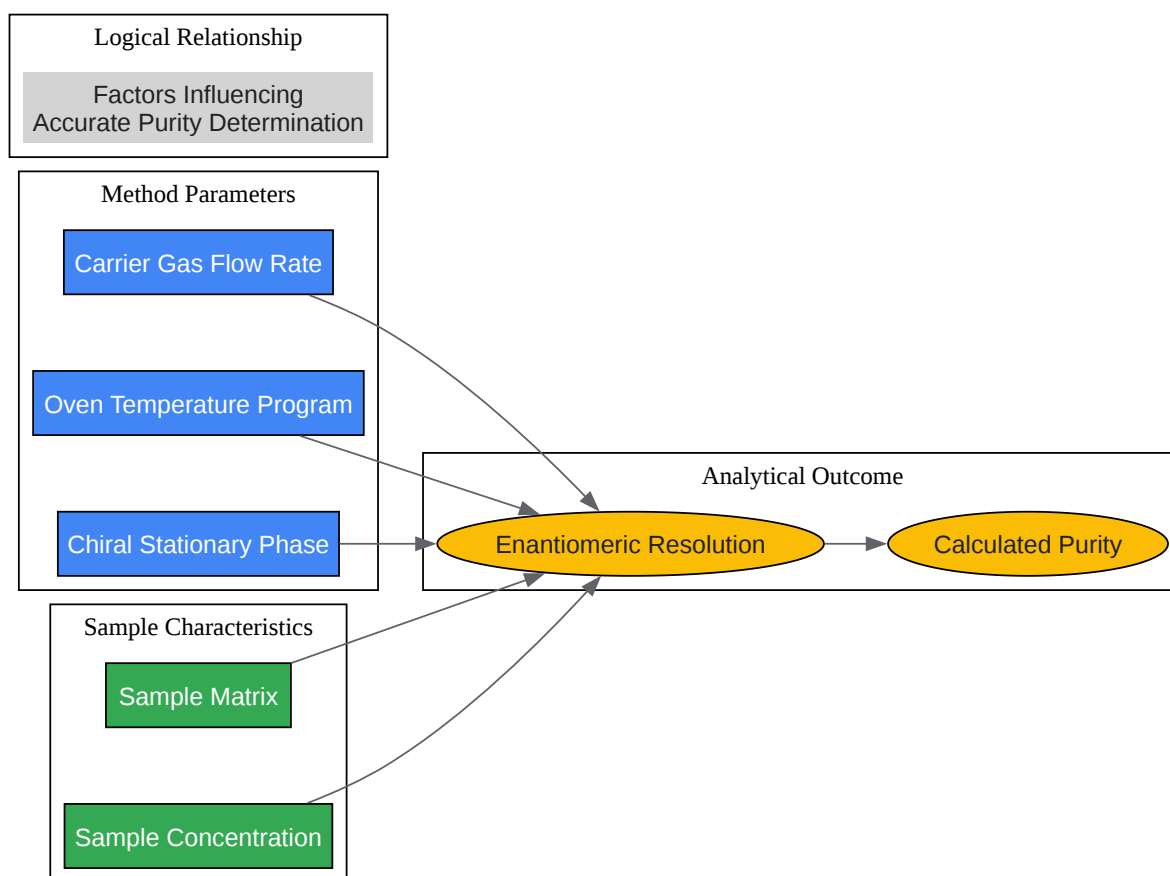 Logical Relationship
Factors Influencing
Accurate Purity Determination
Method Parameters
Carrier Gas Flow Rate
Oven Temperature Program
Chiral Stationary Phase
Analytical Outcome
Enantiomeric Resolution
Calculated Purity
Sample Characteristics
Sample Matrix
Sample Concentration